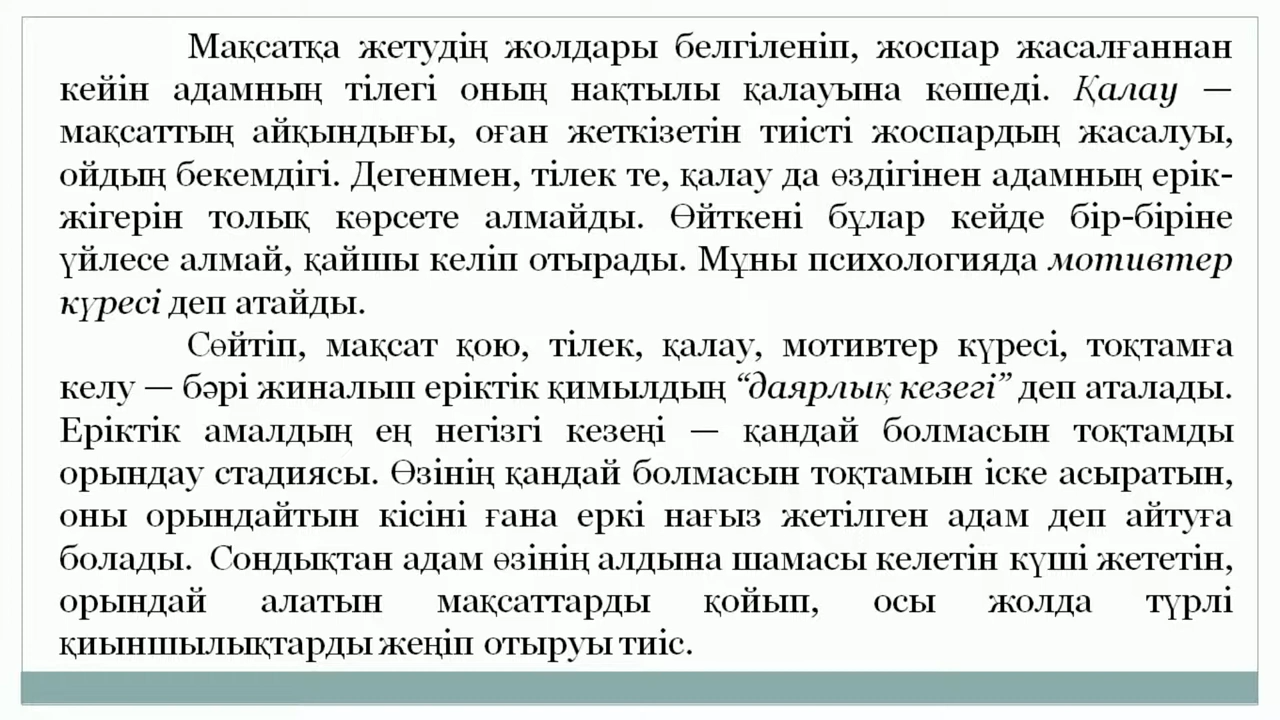 Мақсатқа жетудің жолдары белгіленіп, жоспар жасалғаннан
кейін адамның тілегі оның нақтылы қалауына көшеді. Қалау —
мақсаттың айқындығы, оған жеткізетін тиісті жоспардың жасалуы,
ойдың бекемдігі. Дегенмен, тілек те, қалау да өздігінен адамның ерік-
жігерін толық көрсете алмайды. Өйткені бұлар кейде бір-біріне
үйлесе алмай, қайшы келіп отырады. Мұны психологияда мотивтер
күресі деп атайды.
Сөйтіп, мақсат қою, тілек, қалау, мотивтер күресі, тоқтамға
келу — бәрі жиналып еріктік қимылдың “даярлық кезегі” деп аталады.
Еріктік амалдың ең негізгі кезеңі — қандай болмасын тоқтамды
орындау стадиясы. Өзінің қандай болмасын тоқтамын іске асыратын,
оны орындайтын кісіні ғана еркі нағыз жетілген адам деп айтуға
болады. Сондықтан адам өзінің алдына шамасы келетін күші жететін,
орындай алатын мақсаттарды қойып, осы жолда түрлі
қиыншылықтарды жеңіп отыруы тиіс.